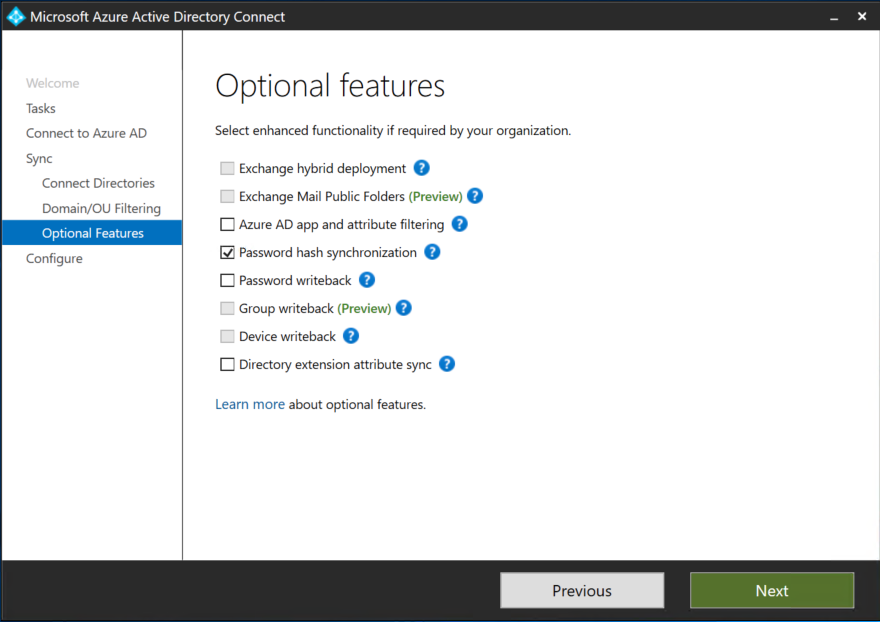 Microsoft Azure Active Directory Connect
Welcome
Tasks
Connect to Azure AD
Sync
Connect Directories
Domain/OU Filtering
Optional Features
Configure
Optional features
Select enhanced functionality if required by your organization.
Exchange hybrid deployment ?
Exchange Mail Public Folders (Preview) ?
Azure AD app and attribute filtering ?
Password hash synchronization ?
Password writeback ?
Group writeback (Preview) ?
Device writeback ?
Directory extension attribute sync ?
Learn more about optional features.
Previous
Next